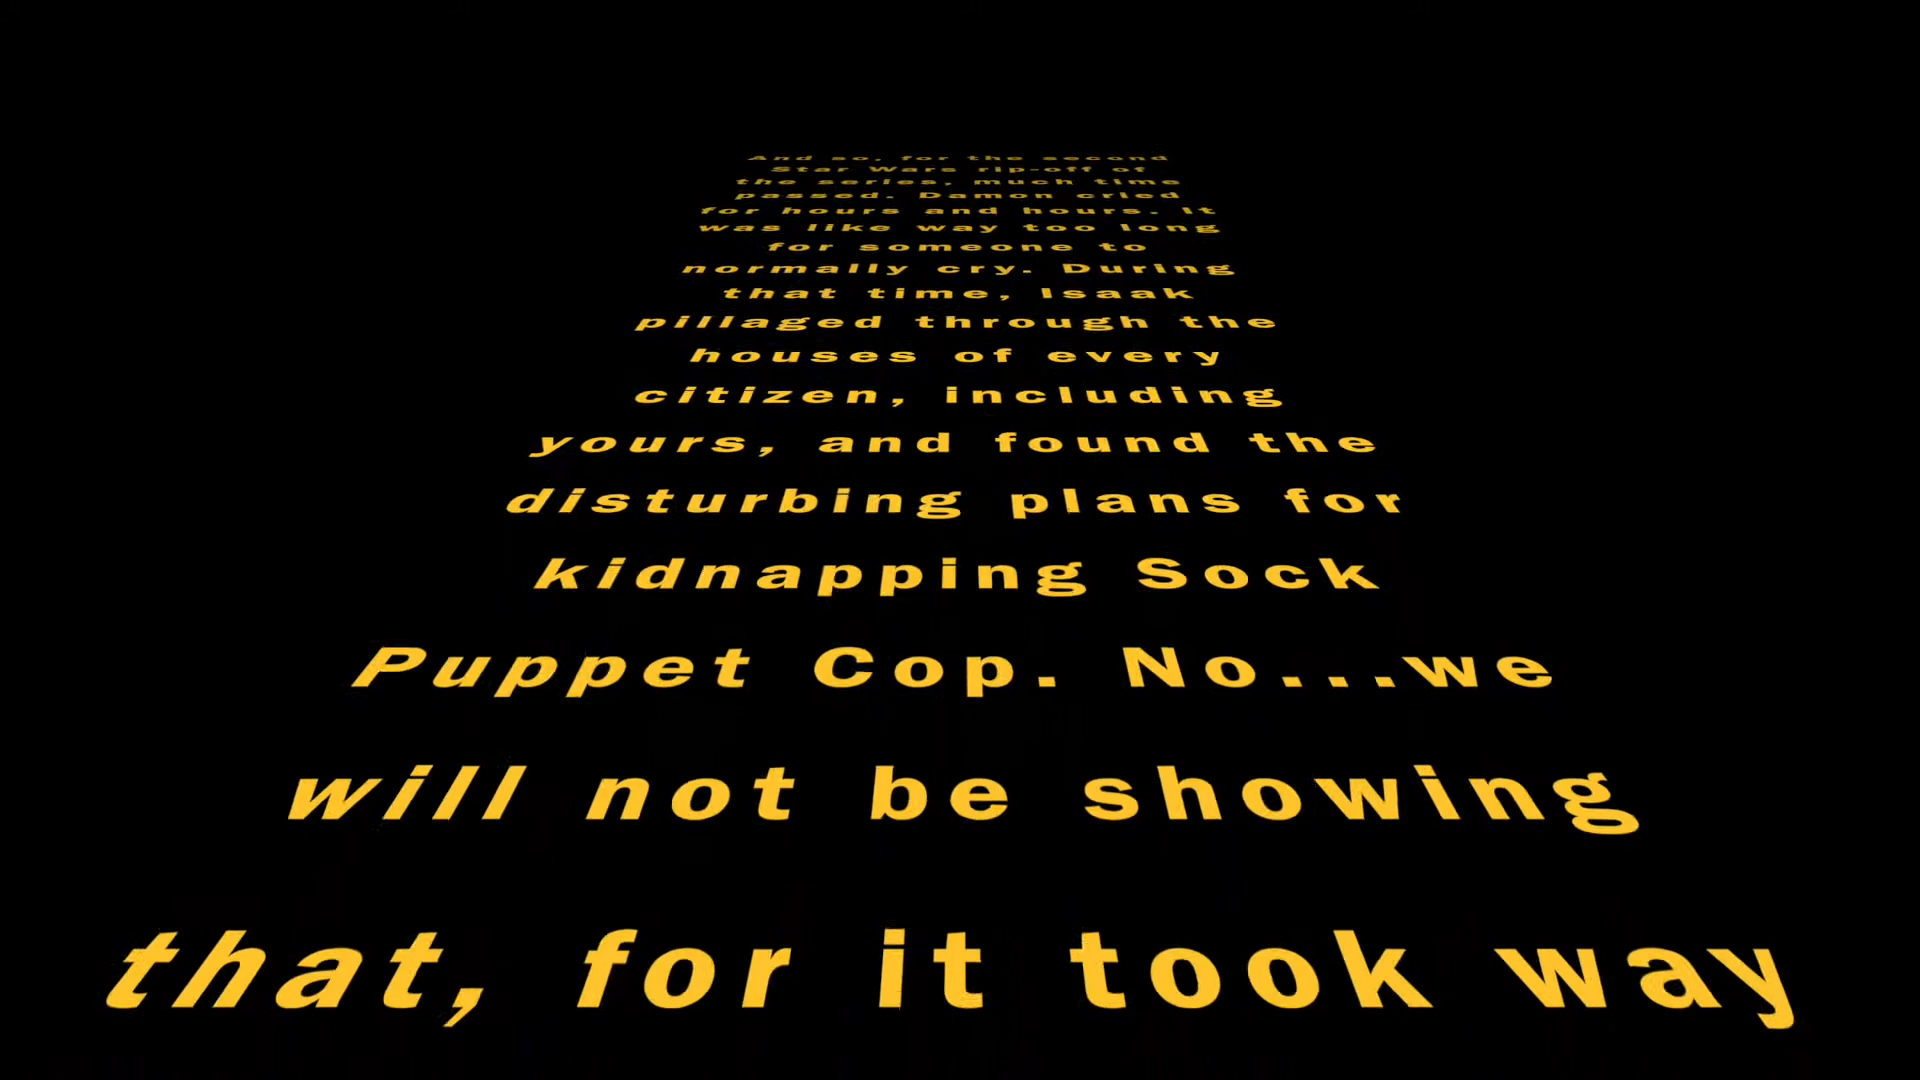 And so, for the second
Star Wars rip-off of
the series, much time
passed. Damon cried
for hours and hours. It
was like way too long
for someone to
normally cry. During
that time, Isaak
pillaged through the
houses of every
citizen, including
yours, and found the
disturbing plans for
kidnapping Sock
Puppet Cop. No...we
will not be showing
that, for it took way